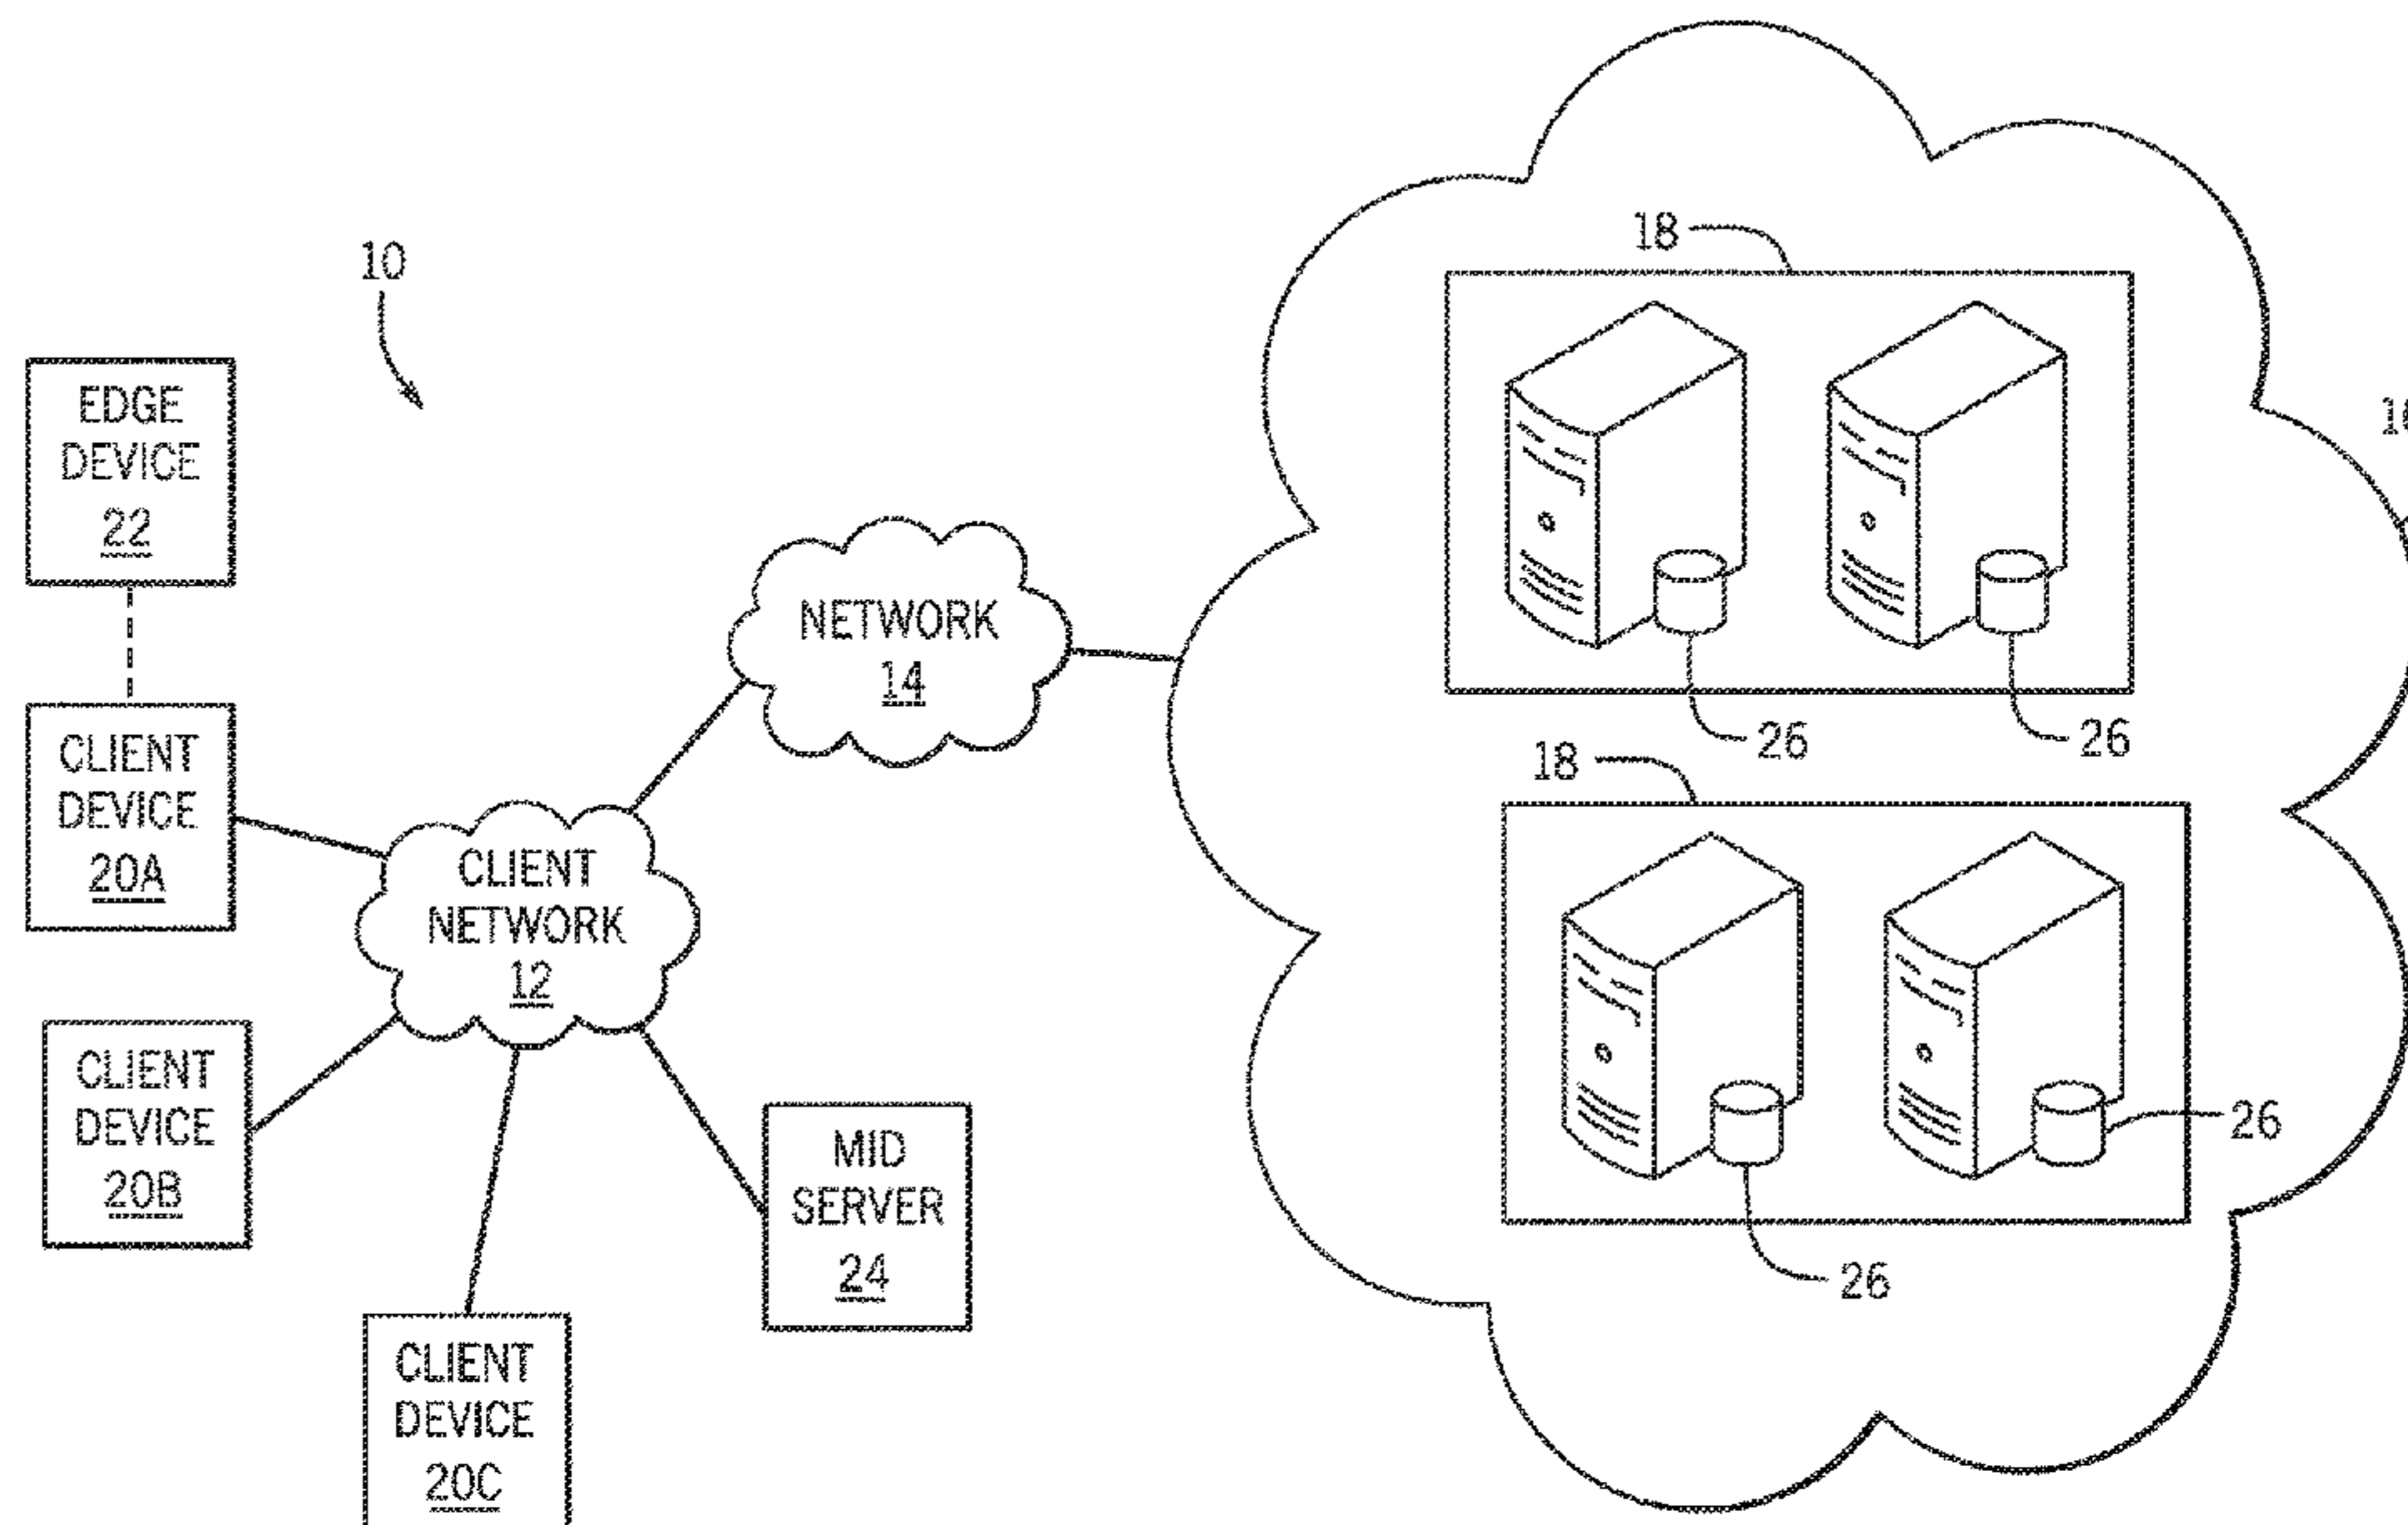 10
EDGE
DEVICE
22
CLIENT
DEVICE
20A
CLIENT
DEVICE
20B
CLIENT
DEVICE
20C
CLIENT
NETWORK
12
MID
SERVER
24
NETWORK
14
18
26
26
18
26
26